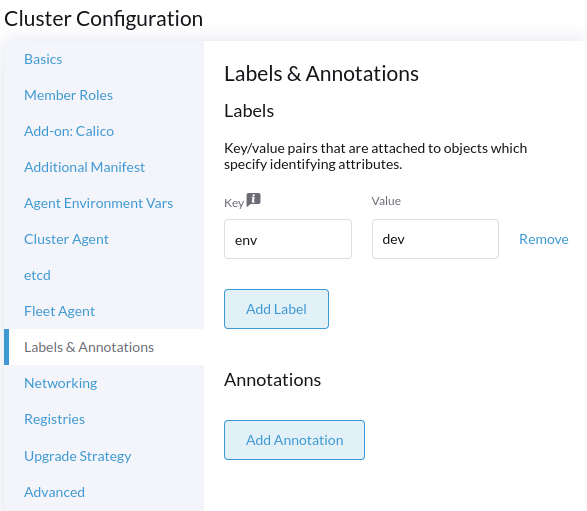 Cluster Configuration
Basics
Member Roles
Add-on: Calico
Additional Manifest
Agent Environment Vars
Cluster Agent
etcd
Fleet Agent
Labels & Annotations
Networking
Registries
Upgrade Strategy
Advanced
Labels & Annotations
Labels
Key/value pairs that are attached to objects which
specify identifying attributes.
Key Value
env dev Remove
Add Label
Annotations
Add Annotation